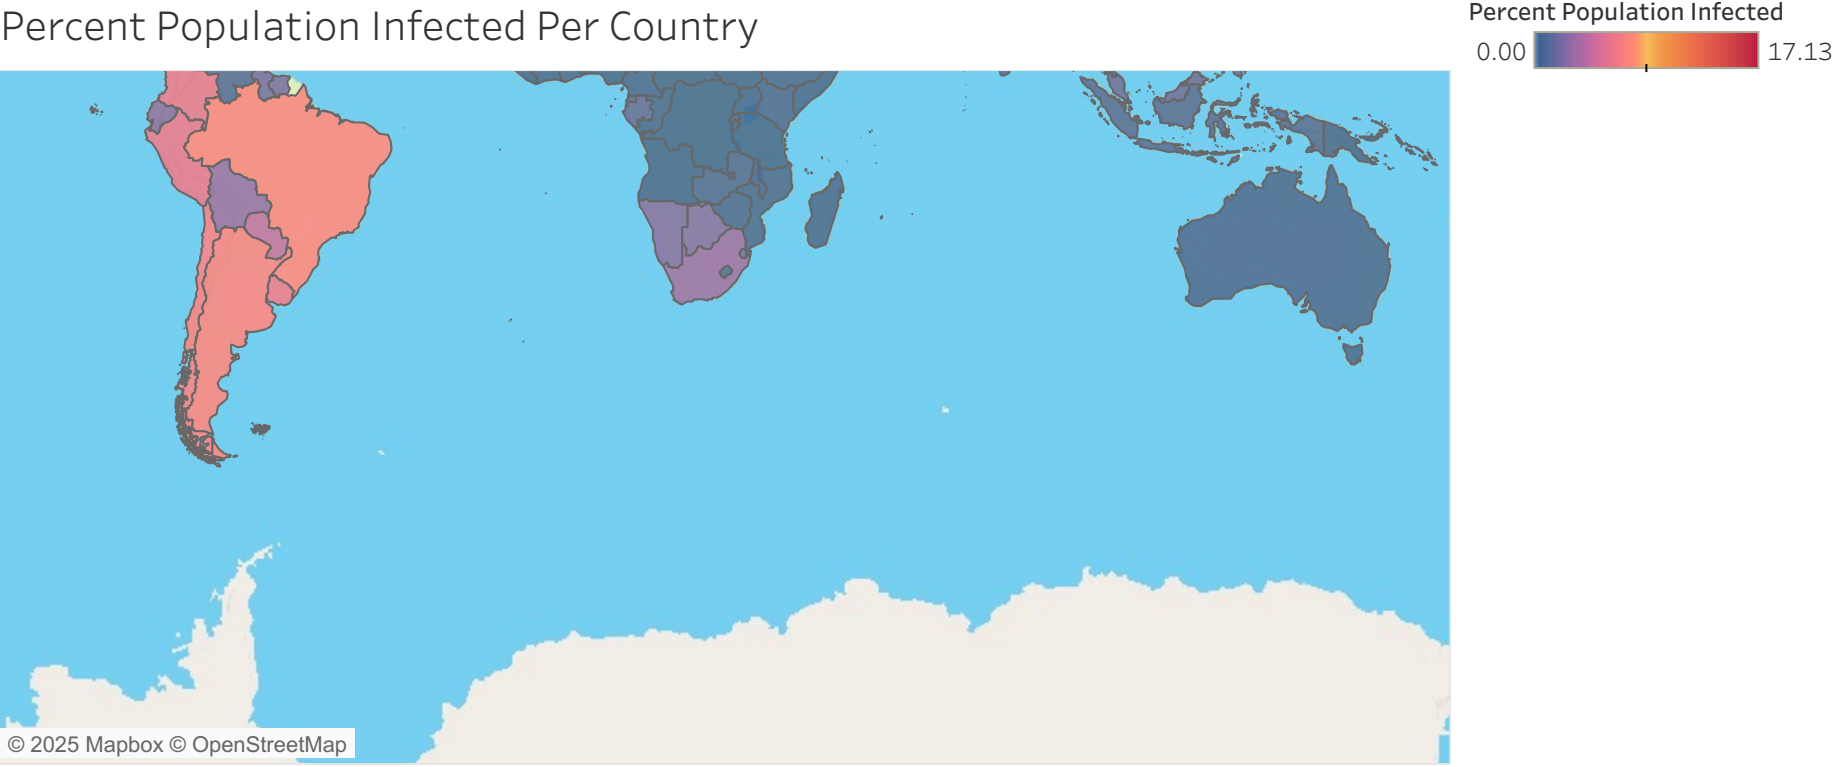 Percent Population Infected Per Country
Percent Population Infected
0.00 17.13
© 2025 Mapbox © OpenStreetMap